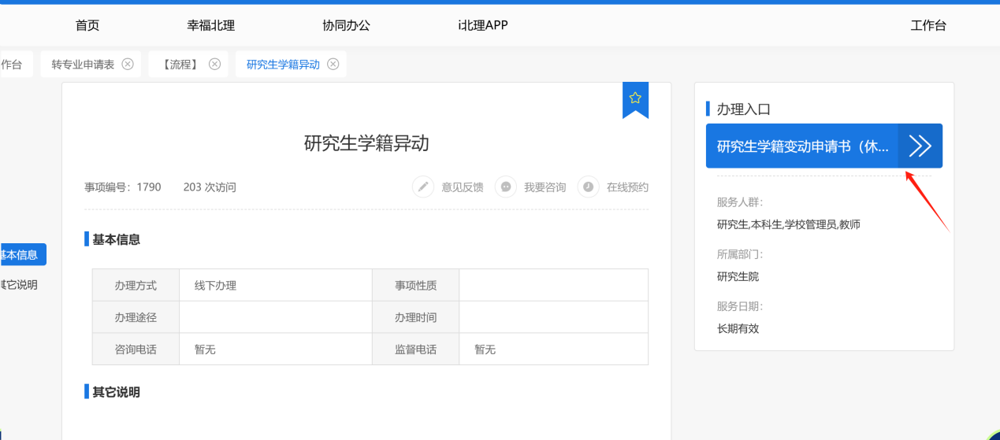 首页 幸福北理 协同办公 i北理APP 工作台
作台 转专业申请表 【流程】 研究生学籍异动
研究生学籍异动
事项编号：1790 203 次访问 意见反馈 我要咨询 在线预约
基本信息
办理方式 线下办理 事项性质
办理途径 办理时间
咨询电话 暂无 监督电话 暂无
其它说明
基本信息
其它说明
办理入口
研究生学籍变动申请书（休...
服务人群：
研究生,本科生,学校管理员,教师
所属部门：
研究生院
服务日期：
长期有效